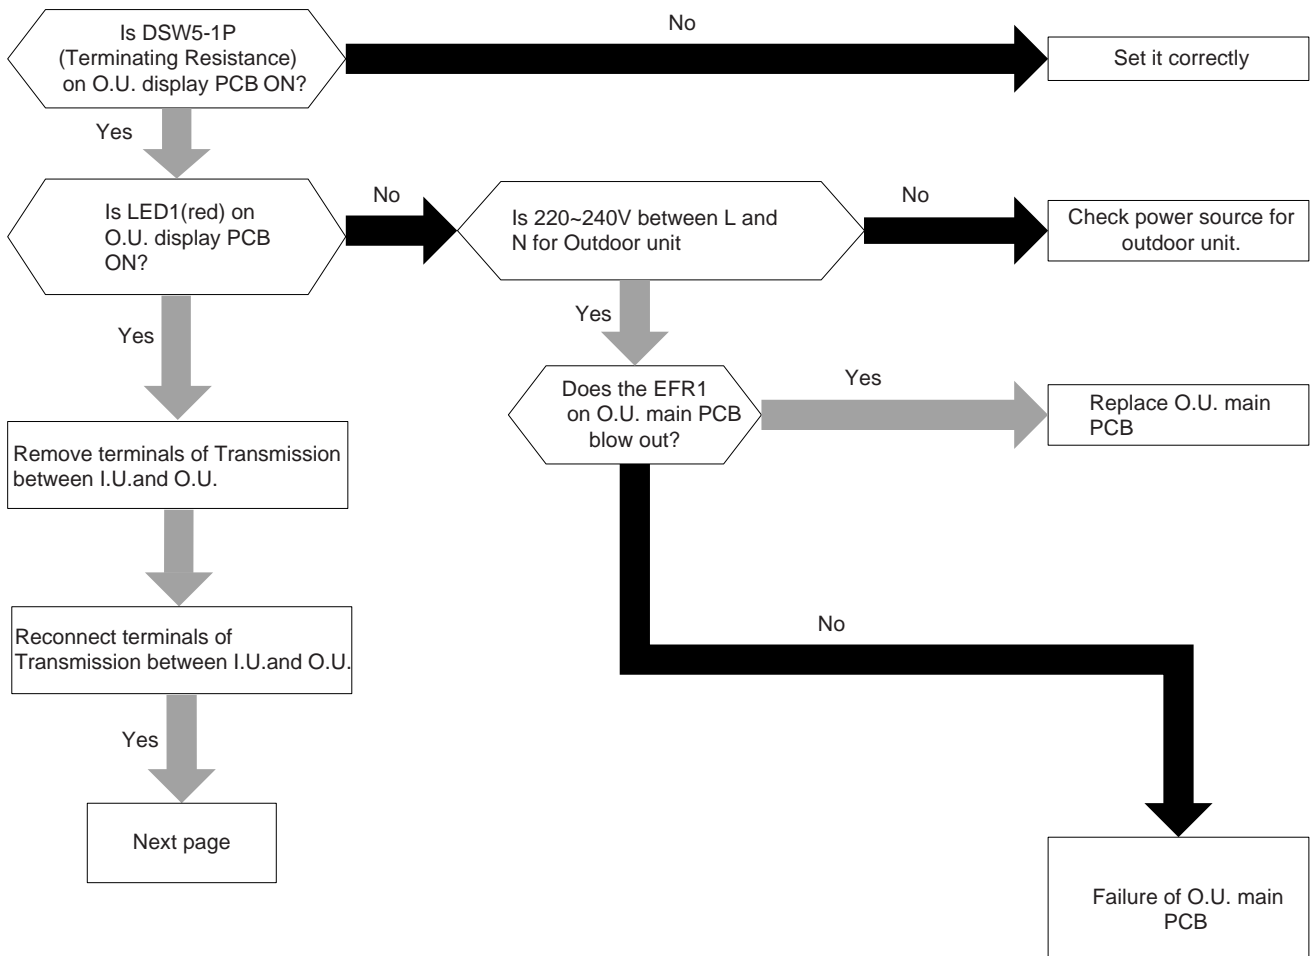 Is DSW5-1P
(Terminating Resistance)
on O.U. display PCB ON?
No
Set it correctly
Yes
Is LED1(red) on
O.U. display PCB
ON?
No
Is 220~240V between L and
N for Outdoor unit
No
Check power source for
outdoor unit.
Yes
Yes
Does the EFR1
on O.U. main PCB
blow out?
Yes
Replace O.U. main
PCB
Remove terminals of Transmission
between I.U.and O.U.
Reconnect terminals of
Transmission between I.U.and O.U.
No
Yes
Next page
Failure of O.U. main
PCB